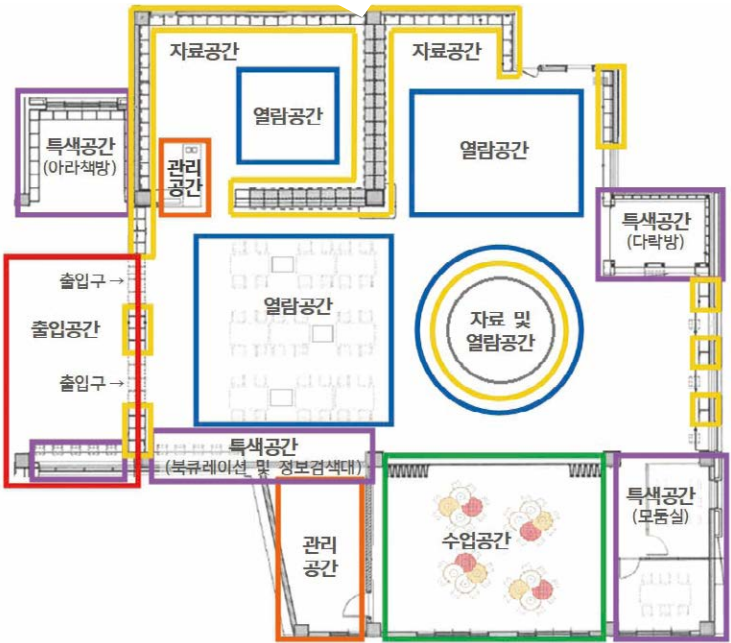 자료공간
자료공간
열람공간
열람공간
특색공간
(아라책방)
관리
공간
특색공간
(다락방)
출입구 →
출입공간
열람공간
자료 및
열람공간
출입구 →
특색공간
(북큐레이션 및 정보검색대)
특색공간
(모둠실)
수업공간
관리
공간